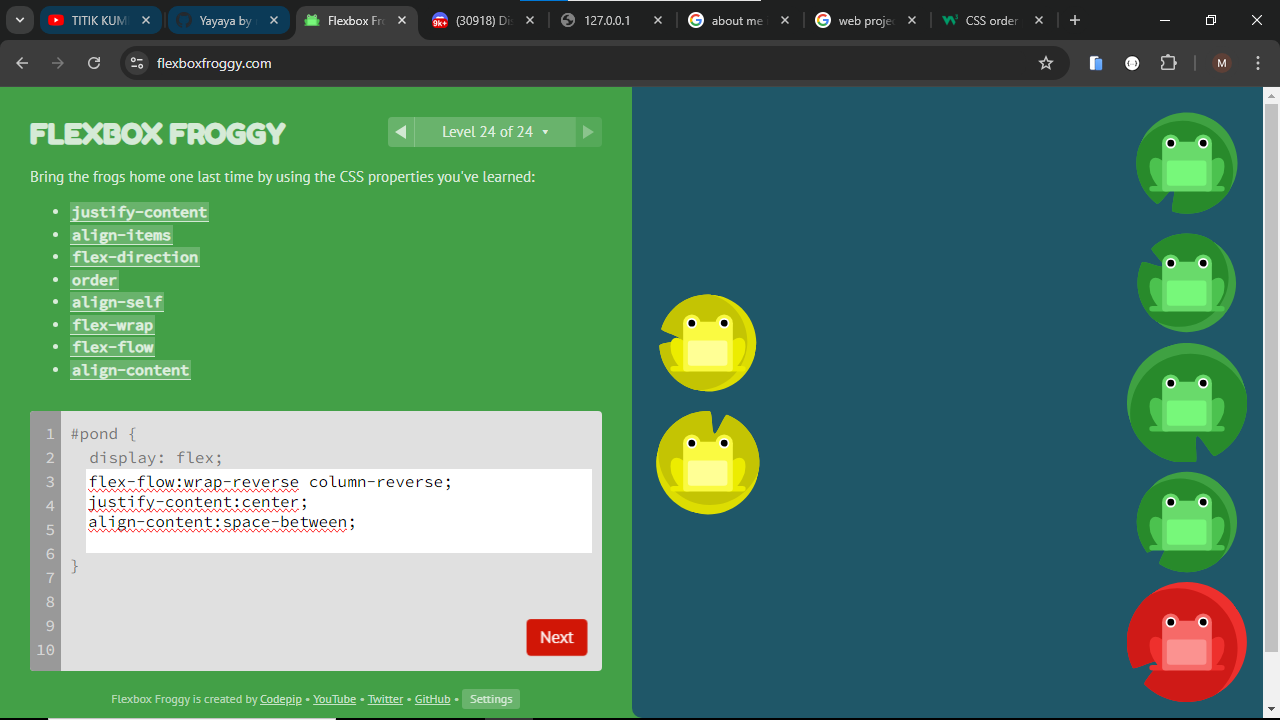 TITIK KUM
Yayaya by
Flexbox Fr
9k+
(30918) Di
127.0.0.1
about me
web proje
CSS order
flexboxfroggy.com
M
FLEXBOX FROGGY
Level 24 of 24
Bring the frogs home one last time by using the CSS properties you've learned:
justify-content
align-items
flex-direction
order
align-self
flex-wrap
flex-flow
align-content
1 #pond {
2 display: flex;
3 flex-flow:wrap-reverse column-reverse;
4 justify-content:center;
5 align-content:space-between;
6
7 }
8
9
10
Next
Flexbox Froggy is created by Codepip • YouTube • Twitter • GitHub • Settings